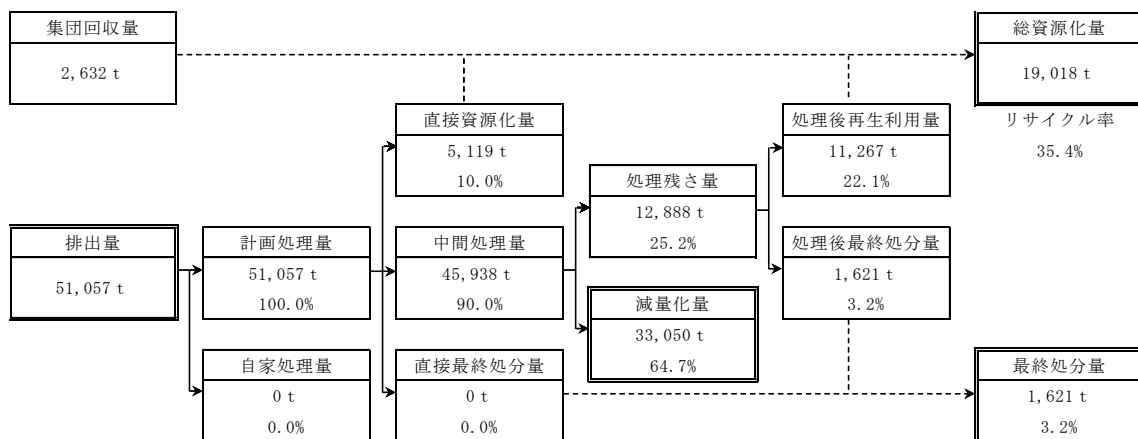 集団回収量
2,632 t
総資源化量
19,018 t
リサイクル率
35.4%
直接資源化量
5,119 t
10.0%
処理後再生利用量
11,267 t
22.1%
処理残さ量
12,888 t
25.2%
排出量
51,057 t
計画処理量
51,057 t
100.0%
中間処理量
45,938 t
90.0%
処理後最終処分量
1,621 t
3.2%
減量化量
33,050 t
64.7%
自家処理量
0 t
0.0%
直接最終処分量
0 t
0.0%
最終処分量
1,621 t
3.2%